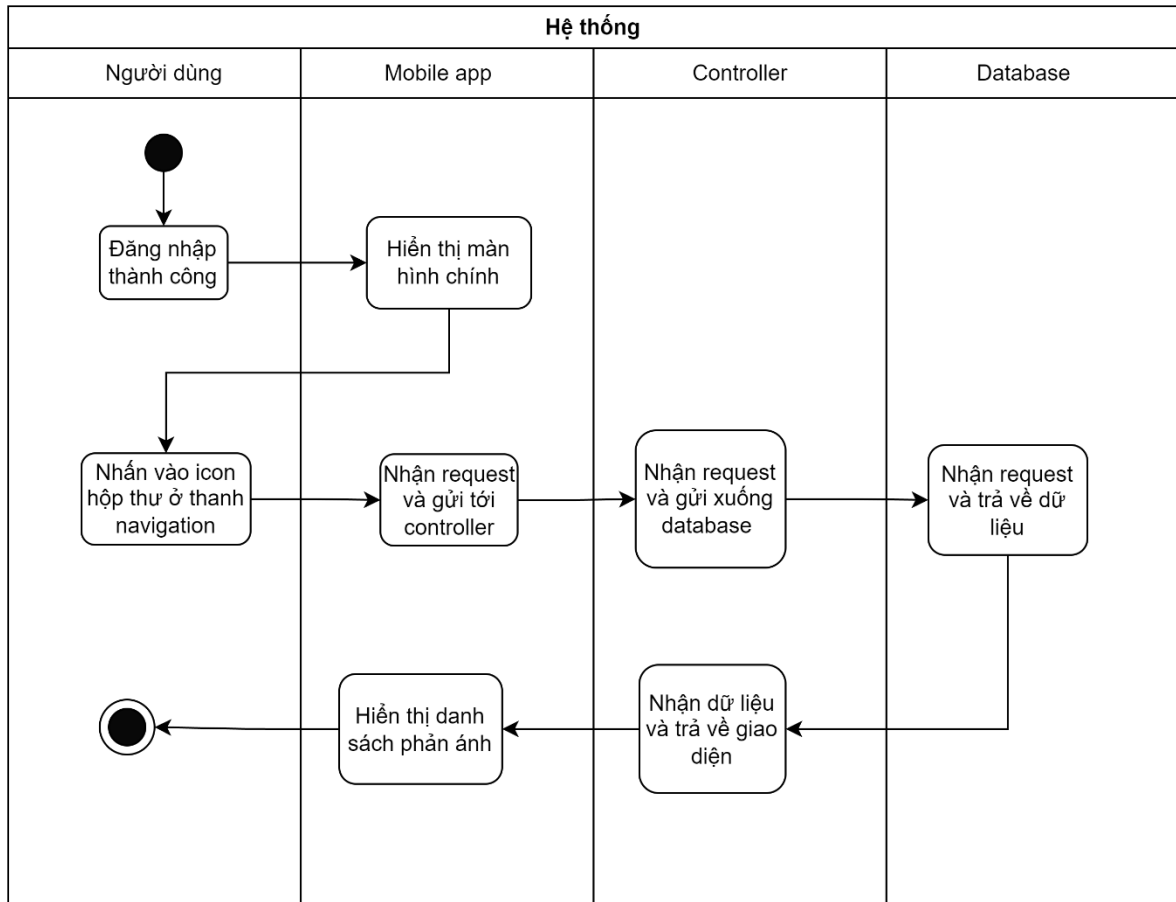 Hệ thống
Người dùng
Mobile app
Controller
Database
Đăng nhập
thành công
Hiển thị màn
hình chính
Nhấn vào icon
hộp thư ở thanh
navigation
Nhận request
và gửi tới
controller
Nhận request
và gửi xuống
database
Nhận request
và trả về dữ
liệu
Hiển thị danh
sách phản ánh
Nhận dữ liệu
và trả về giao
diện